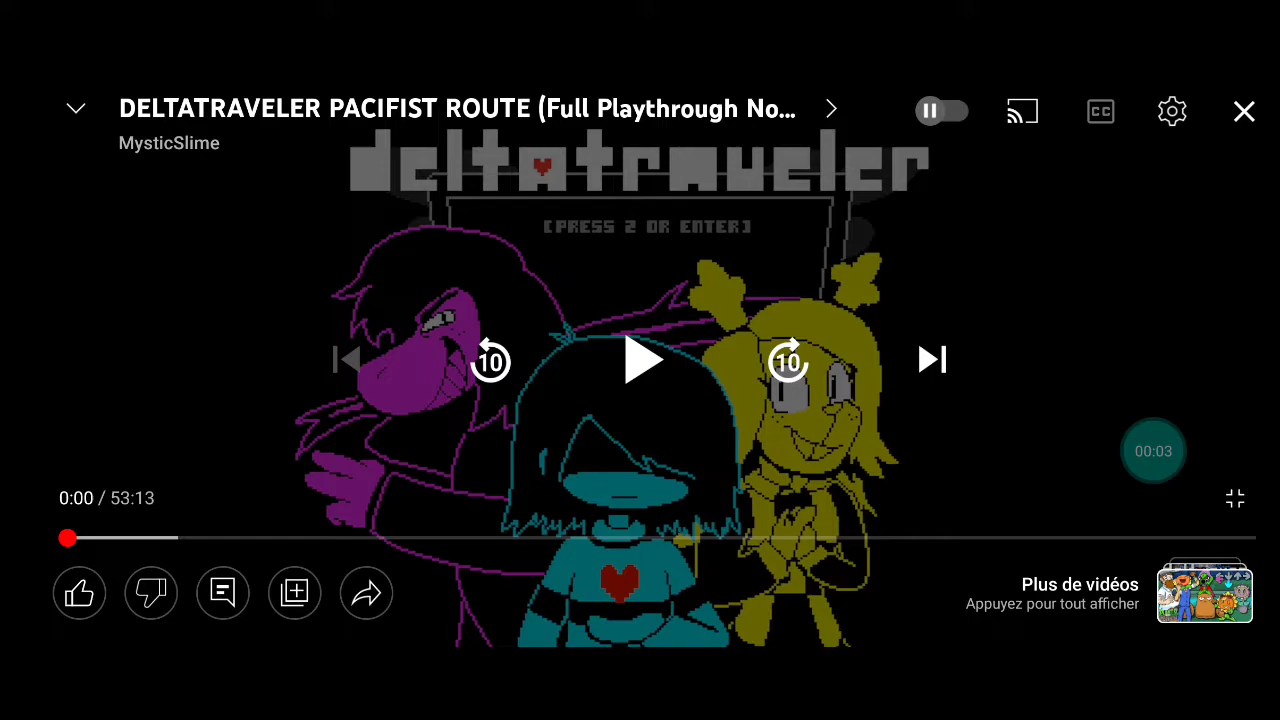 DELTATRAVELER PACIFIST ROUTE (Full Playthrough No...
MysticSlime
CC
deltatraveler
[PRESS Z OR ENTER]
10
10
00:03
0:00 / 53:13
Plus de vidéos
Appuyez pour tout afficher